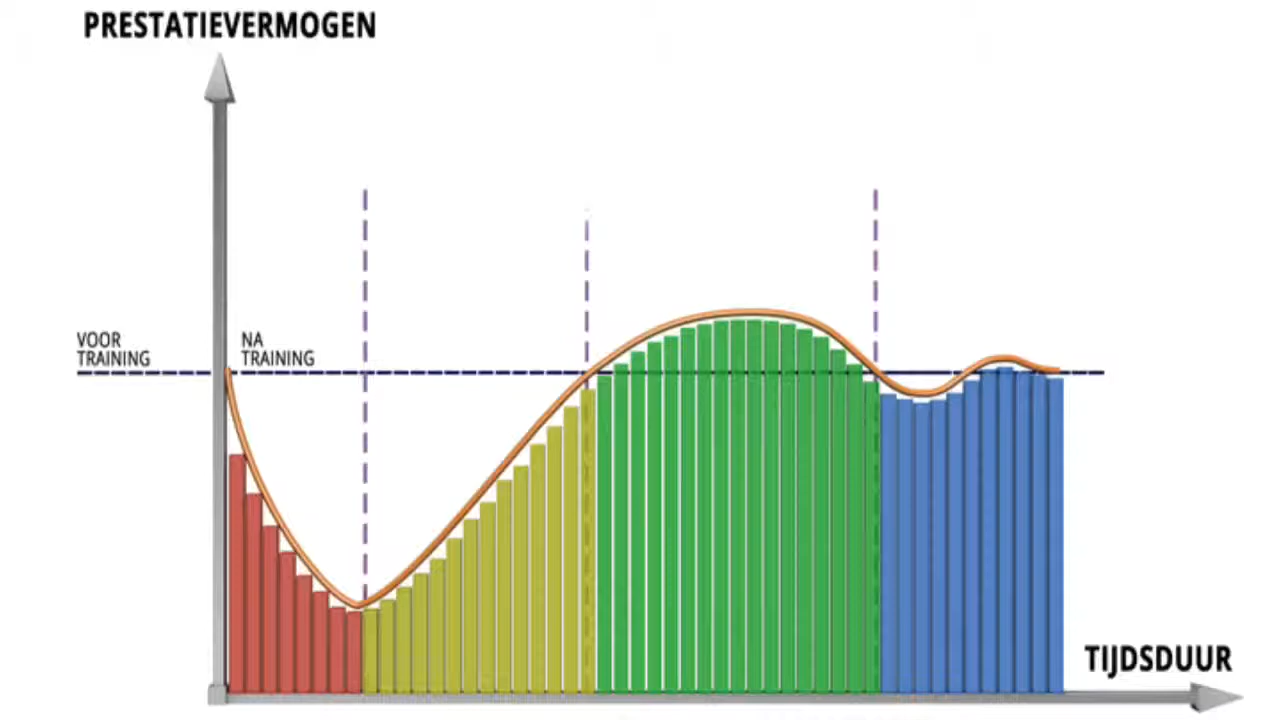 PRESTATIEVERMOGEN
VOOR
TRAINING
NA
TRAINING
TIJDSDUUR